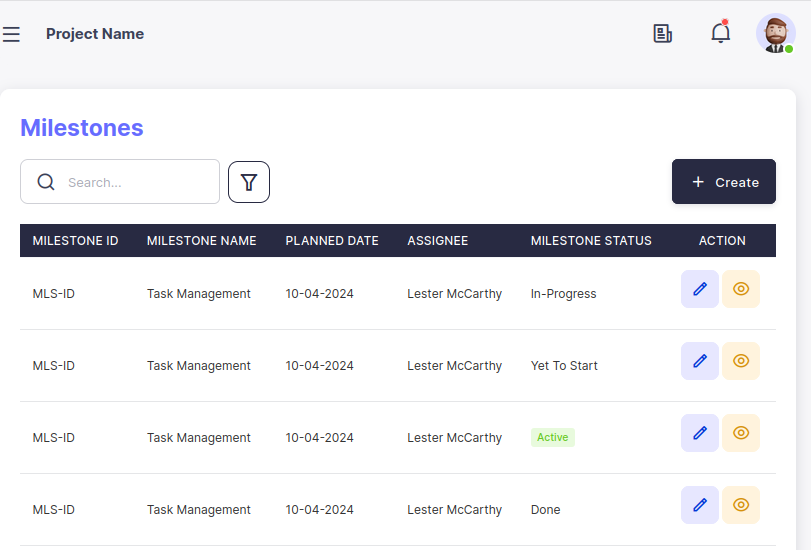 Project Name
Milestones
Search...
+ Create
MILESTONE ID MILESTONE NAME PLANNED DATE ASSIGNEE MILESTONE STATUS ACTION
MLS-ID Task Management 10-04-2024 Lester McCarthy In-Progress
MLS-ID Task Management 10-04-2024 Lester McCarthy Yet To Start
MLS-ID Task Management 10-04-2024 Lester McCarthy Active
MLS-ID Task Management 10-04-2024 Lester McCarthy Done